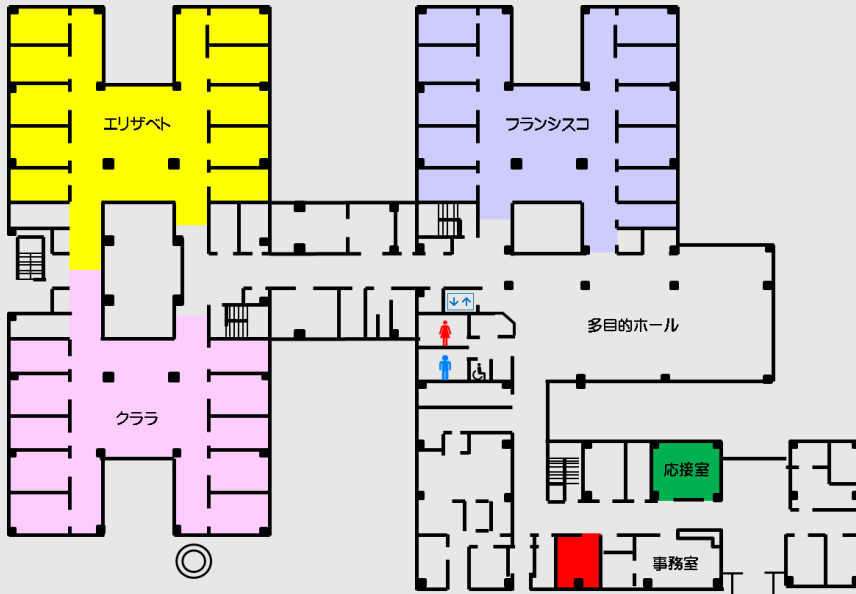 エリザベト
フランシスコ
多目的ホール
クララ
応接室
事務室